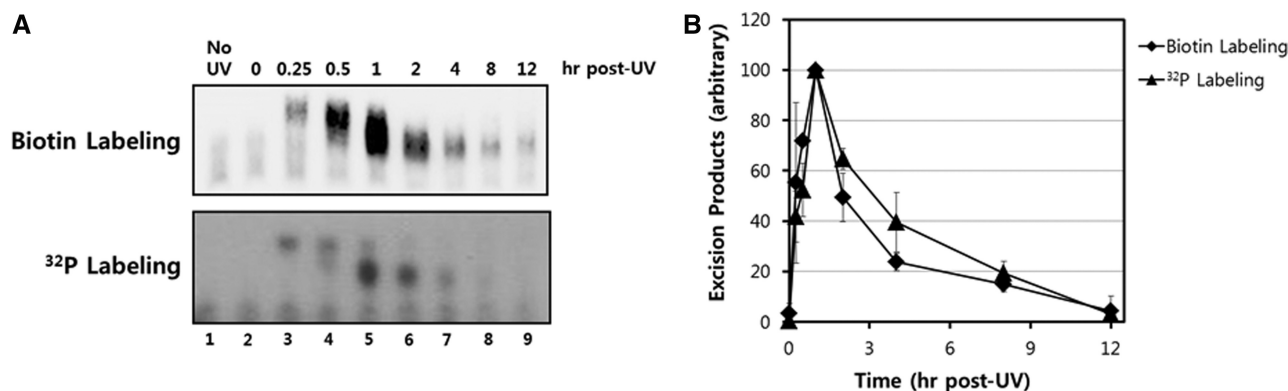 A
No
UV 0 0.25 0.5 1 2 4 8 12 hr post-UV
Biotin Labeling
32P Labeling
1 2 3 4 5 6 7 8 9
B
Excision Products (arbitrary)
120
100
80
60
40
20
0
0 3 6 9 12
Time (hr post-UV)
Biotin Labeling
32P Labeling